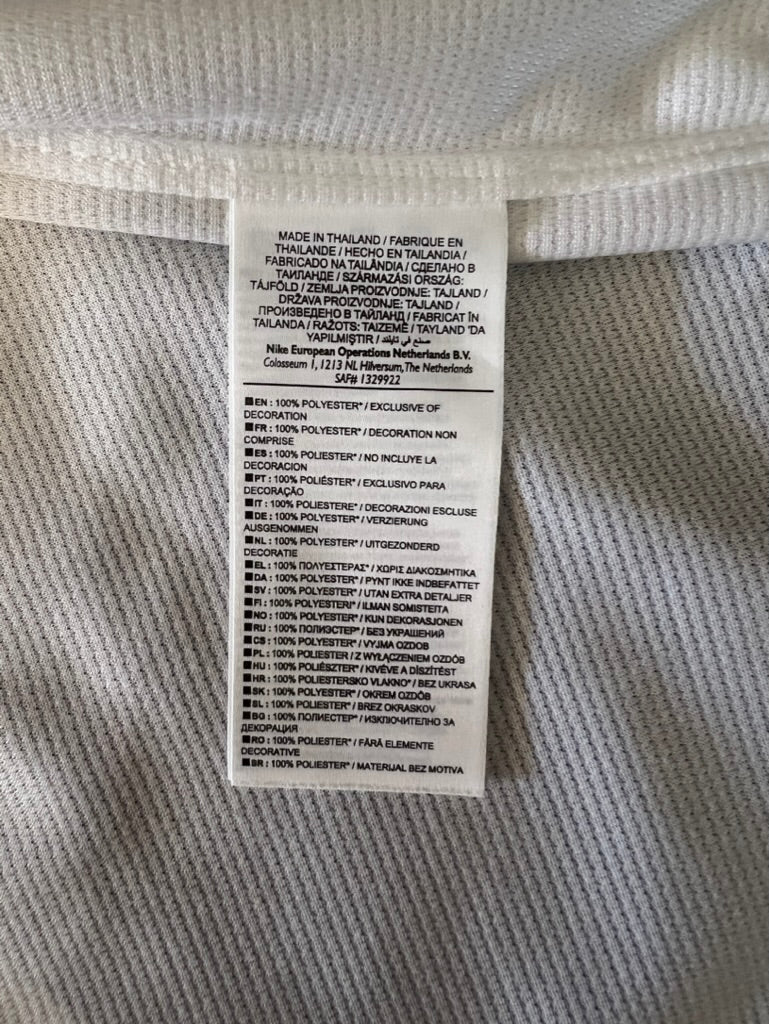 MADE IN THAILAND / FABRIQUE EN
THAILANDE / HECHO EN TAILANDIA /
FABRICADO NA TAILÂNDIA / СДЕЛАНО В
ТАИЛАНДЕ / SZÁRMAZÁSI ORSZÁG:
TÁJFÖLD / ZEMLJA PROIZVODNJE: TAJLAND /
DRŽAVA PROIZVODNJE: TAJLAND /
ПРОИЗВЕДЕНО В ТАЙЛАНД / FABRICAT ÎN
TAILANDA / RAŽOTS: TAIZEME / TAYLAND 'DA
YAPILMIŞTIR / صنع في تايلند
Nike European Operations Netherlands B.V.
Colosseum 1, 1213 NL Hilversum, The Netherlands
SAF# 1329922
■ EN : 100% POLYESTER* / EXCLUSIVE OF
DECORATION
■ FR : 100% POLYESTER* / DECORATION NON
COMPRISE
■ ES : 100% POLIESTER* / NO INCLUYE LA
DECORACION
■ PT : 100% POLIÉSTER* / EXCLUSIVO PARA
DECORAÇÃO
■ IT : 100% POLIESTERE* / DECORAZIONI ESCLUSE
■ DE : 100% POLYESTER* / VERZIERUNG
AUSGENOMMEN
■ NL : 100% POLYESTER* / UITGEZONDERD
DECORATIE
■ EL : 100% ΠΟΛΥΕΣΤΕΡΑΣ* / ΧΩΡΙΣ ΔΙΑΚΟΣΜΗΤΙΚΑ
■ DA : 100% POLYESTER* / PYNT IKKE INDBEFATTET
■ SV : 100% POLYESTER* / UTAN EXTRA DETALJER
■ FI : 100% POLYESTERI* / ILMAN SOMISTEITA
■ NO : 100% POLYESTER* / KUN DEKORASJONEN
■ RU : 100% ПОЛИЭСТЕР* / БЕЗ УКРАШЕНИЙ
■ CS : 100% POLYESTER* / VYJMA OZDOB
■ PL : 100% POLIESTER / Z WYŁĄCZENIEM OZDÓB
■ HU : 100% POLIÉSZTER* / KIVÉVE A DÍSZÍTÉST
■ HR : 100% POLIESTERSKO VLAKNO* / BEZ UKRASA
■ SK : 100% POLYESTER* / OKREM OZDÔB
■ SL : 100% POLIESTER* / BREZ OKRASKOV
■ BG : 100% ПОЛИЕСТЕР* / ИЗКЛЮЧИТЕЛНО ЗА
ДЕКОРАЦИЯ
■ RO : 100% POLIESTER* / FĂRĂ ELEMENTE
DECORATIVE
■ SR : 100% POLIESTER* / MATERIJAL BEZ MOTIVA